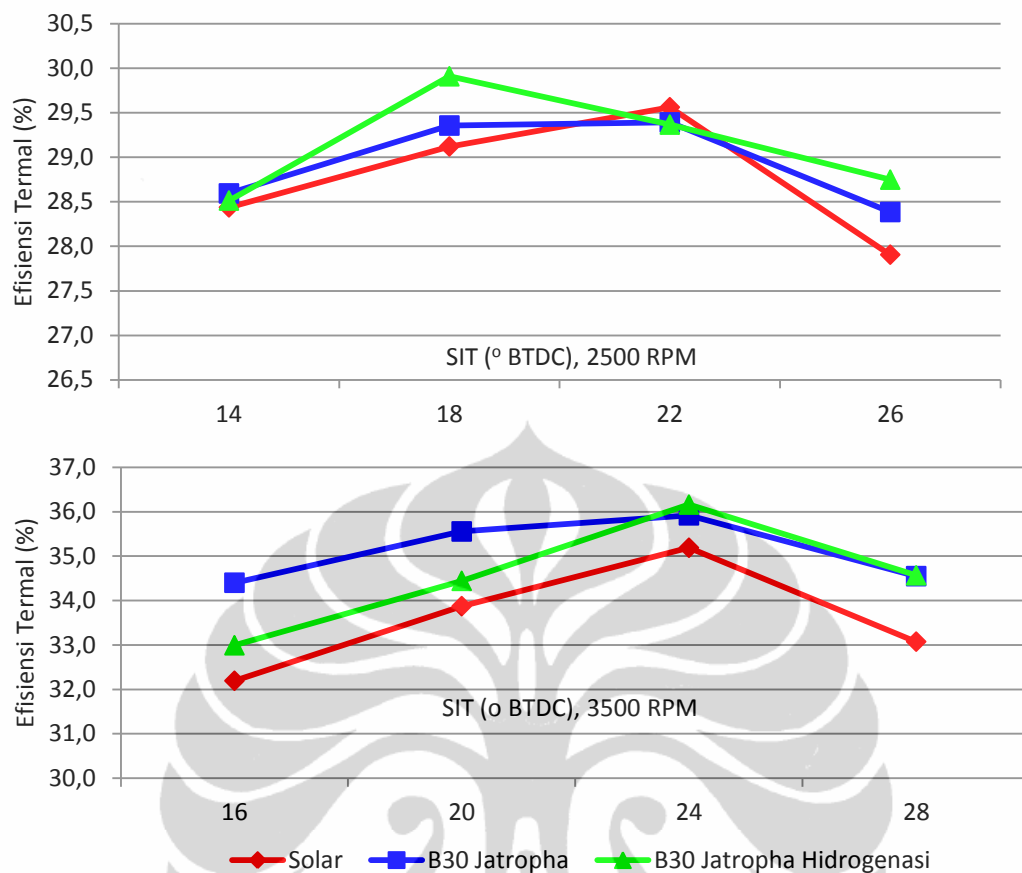 30,5
30,0
29,5
29,0
28,5
28,0
27,5
27,0
26,5
Efisiensi Termal (%)
SIT (º BTDC), 2500 RPM
14 18 22 26
37,0
36,0
35,0
34,0
33,0
32,0
31,0
30,0
Efisiensi Termal (%)
SIT (o BTDC), 3500 RPM
16 20 24 28
Solar B30 Jatropha B30 Jatropha Hidrogenasi